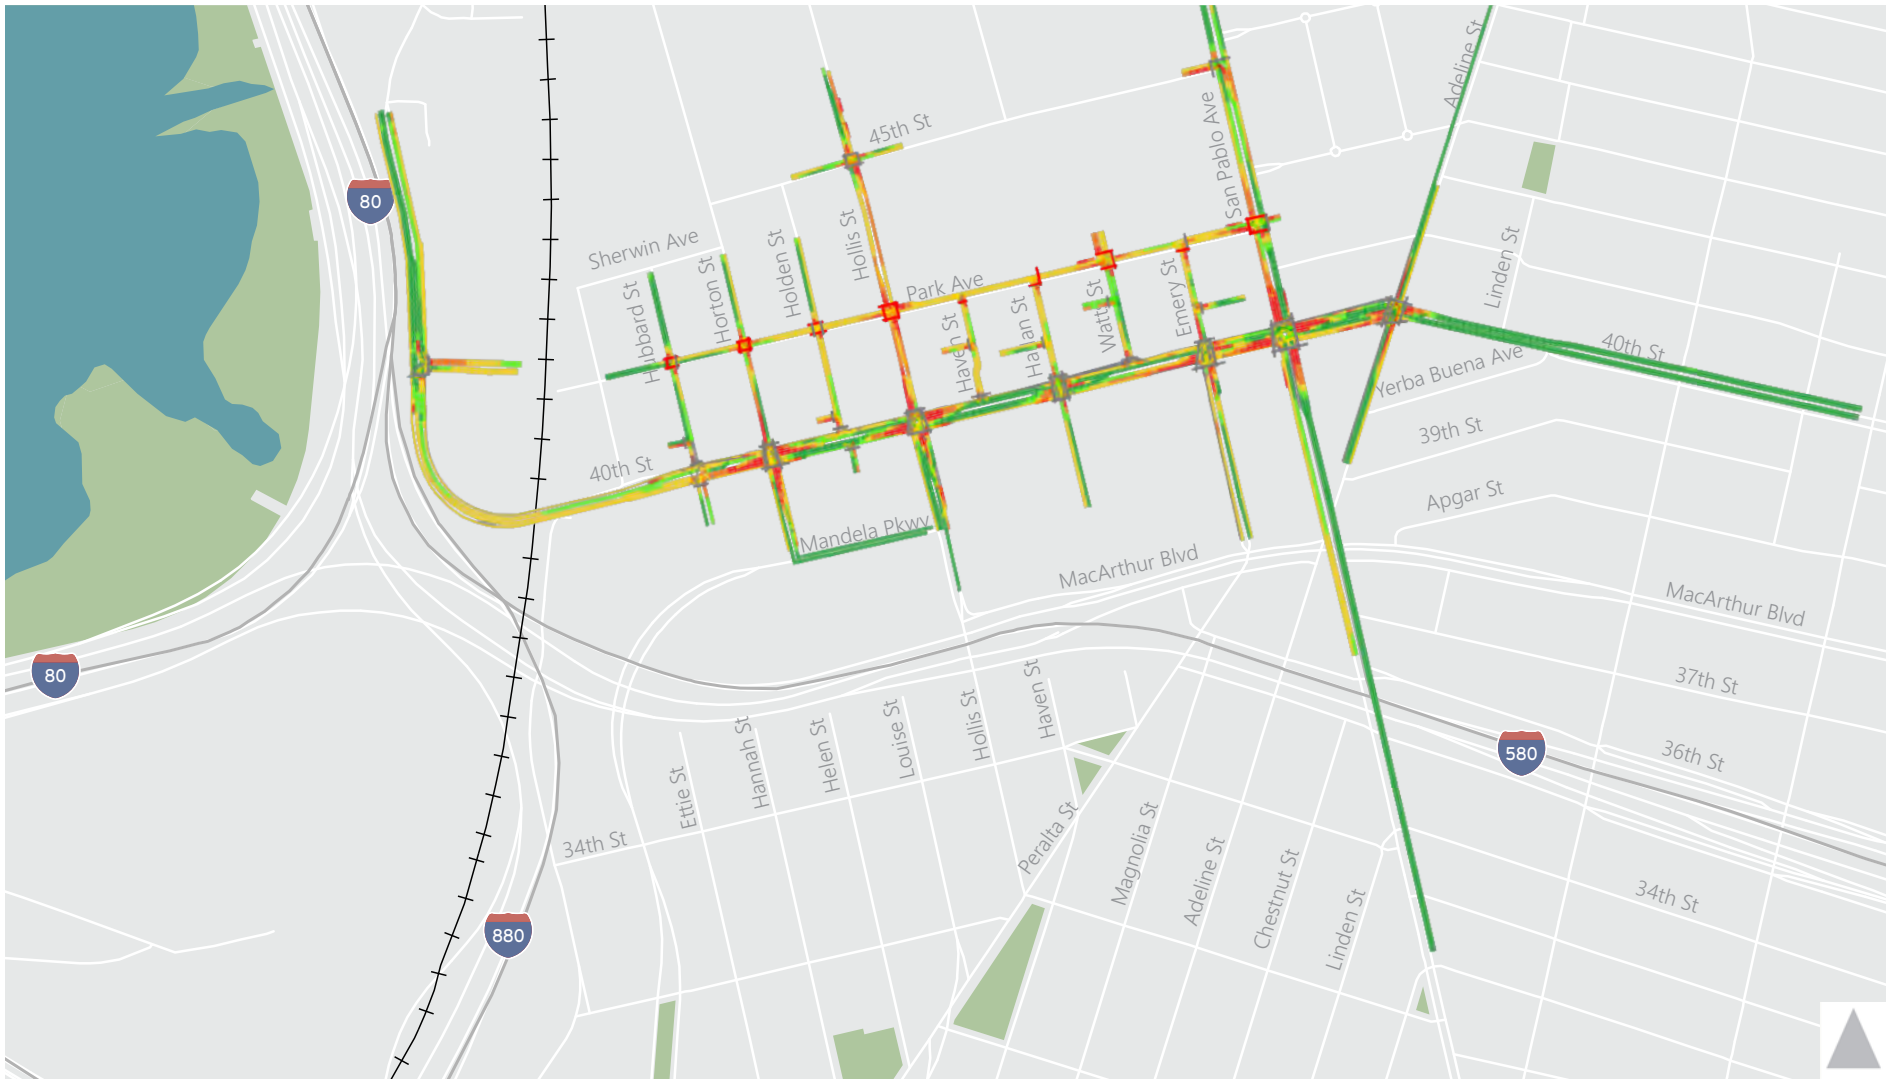 Adeline St
45th St
San Pablo Ave
80
Sherwin Ave
Hollis St
Linden St
Holden St
Horton St
Hubbard St
Park Ave
Emery St
Watts St
Harlan St
Haven St
40th St
Yerba Buena Ave
39th St
40th St
Apgar St
Mandela Pkwy
MacArthur Blvd
MacArthur Blvd
80
37th St
Haven St
Hollis St
Louise St
Helen St
Hannah St
Ettie St
580
36th St
34th St
Peralta St
Magnolia St
Adeline St
Chestnut St
Linden St
34th St
880